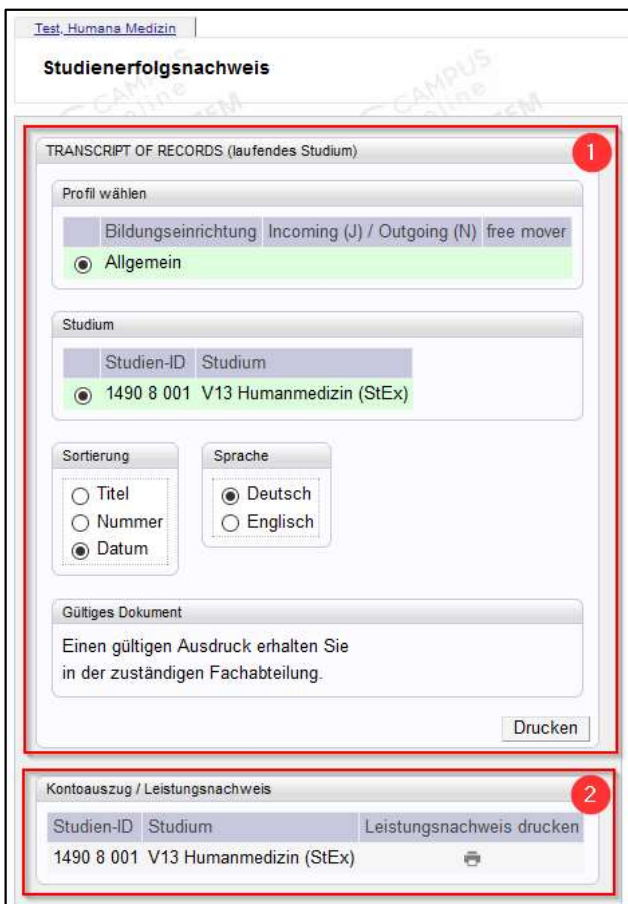 Test, Humana Medizin
Studienerfolgsnachweis
CAMPUS
CAMPUS
TRANSCRIPT OF RECORDS (laufendes Studium)
1
Profil wählen
Bildungseinrichtung Incoming (J) / Outgoing (N) free mover
Allgemein
Studium
Studien-ID Studium
1490 8 001 V13 Humanmedizin (StEx)
Sortierung Sprache
Titel Deutsch
Nummer Englisch
Datum
Gültiges Dokument
Einen gültigen Ausdruck erhalten Sie
in der zuständigen Fachabteilung.
Drucken
Kontoauszug / Leistungsnachweis
2
Studien-ID Studium Leistungsnachweis drucken
1490 8 001 V13 Humanmedizin (StEx)